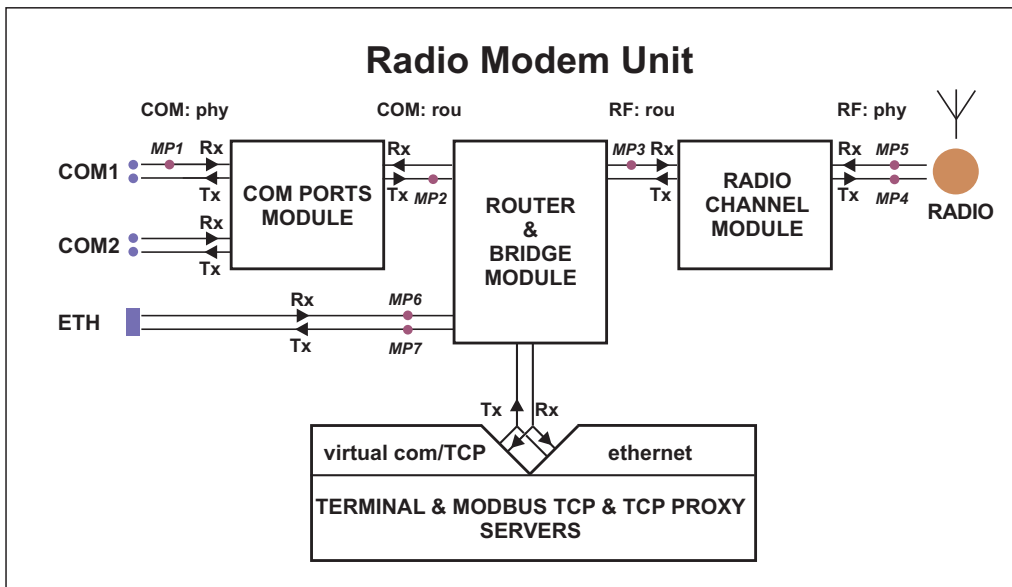 Radio Modem Unit
COM: phy
COM: rou
RF: rou
RF: phy
MP1
Rx
Rx
MP3
Rx
Rx
MP5
COM1
Tx
COM PORTS
MODULE
Tx
MP2
Tx
RADIO
CHANNEL
MODULE
Tx
MP4
RADIO
ROUTER
&
BRIDGE
MODULE
COM2
Rx
Tx
ETH
Rx
MP6
Tx
MP7
Tx
Rx
virtual com/TCP
ethernet
TERMINAL & MODBUS TCP & TCP PROXY
SERVERS